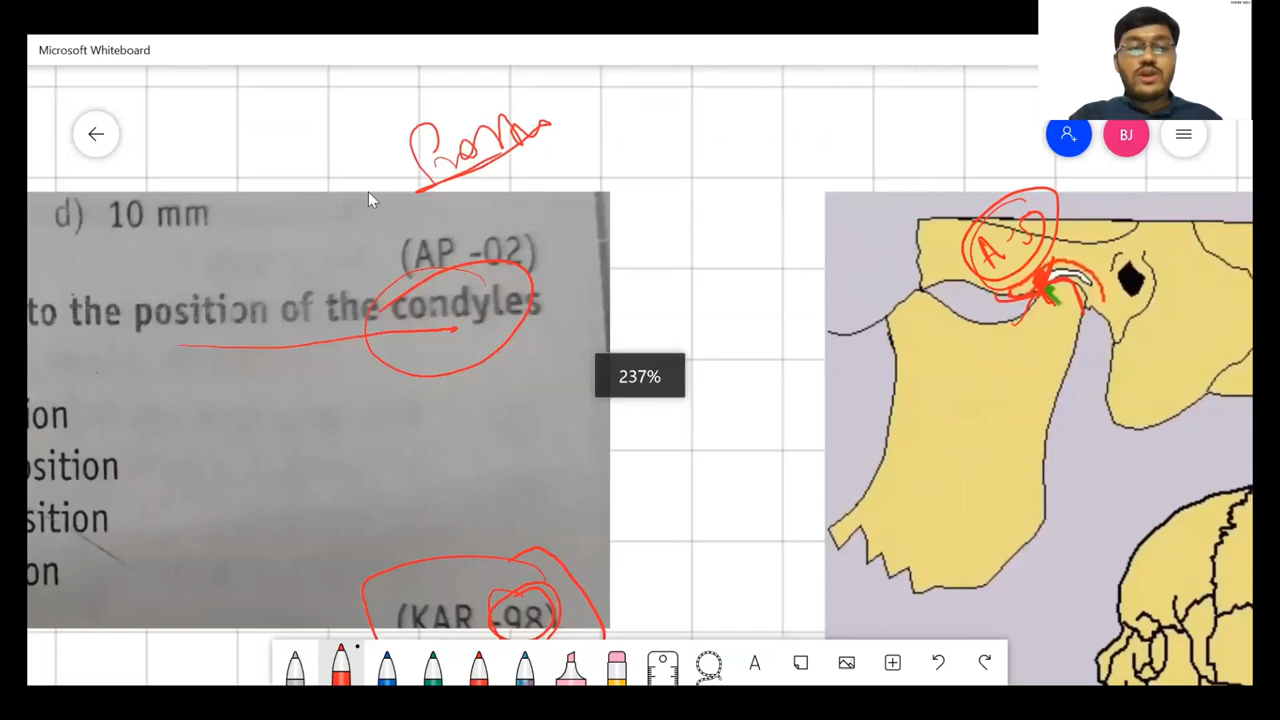 Microsoft Whiteboard
BJ
d) 10 mm
(AP -02)
to the position of the condyles
ion
osition
sition
on
(KAR -98)
237%
A